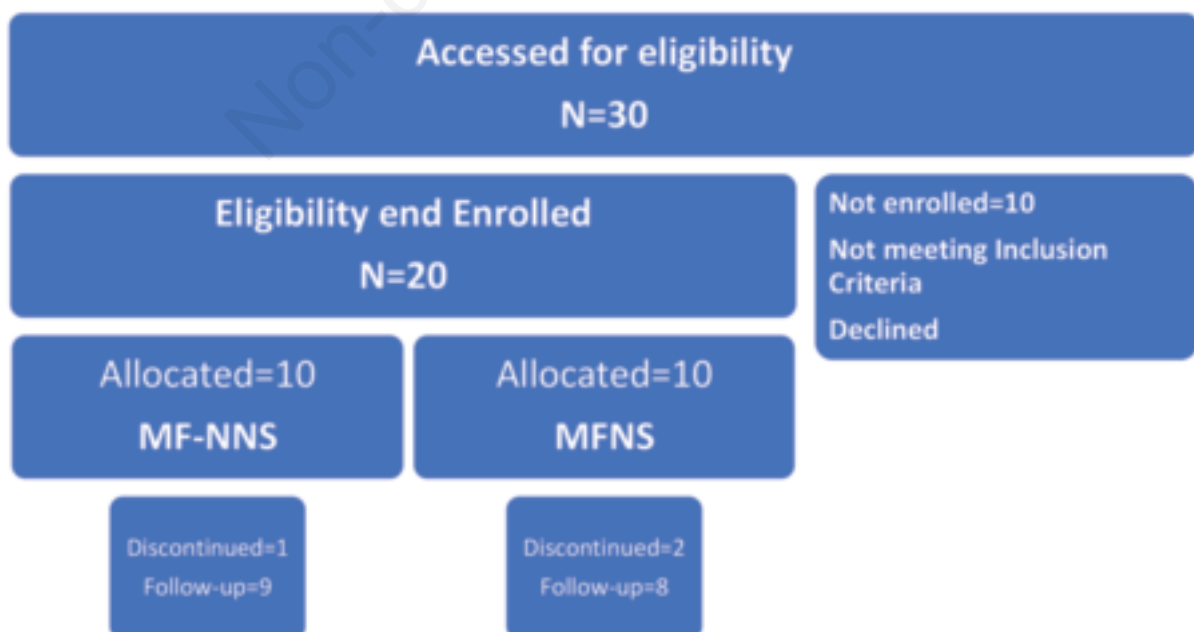 Non-
Accessed for eligibility
N=30
Eligibility end Enrolled
N=20
Not enrolled=10
Not meeting Inclusion
Criteria
Declined
Allocated=10
MF-NNS
Allocated=10
MFNS
Discontinued=1
Follow-up=9
Discontinued=2
Follow-up=8